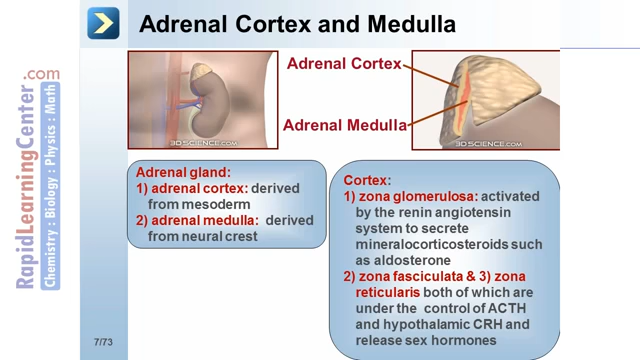 Adrenal Cortex and Medulla
RapidLearningCenter.com
Chemistry : Biology : Physics : Math
3DSCIENCE.COM
Adrenal Cortex
Adrenal Medulla
3DSCIENCE.COM
Adrenal gland:
1) adrenal cortex: derived
from mesoderm
2) adrenal medulla: derived
from neural crest
Cortex:
1) zona glomerulosa: activated
by the renin angiotensin
system to secrete
mineralocorticosteroids such
as aldosterone
2) zona fasciculata & 3) zona
reticularis both of which are
under the control of ACTH
and hypothalamic CRH and
release sex hormones
7/73